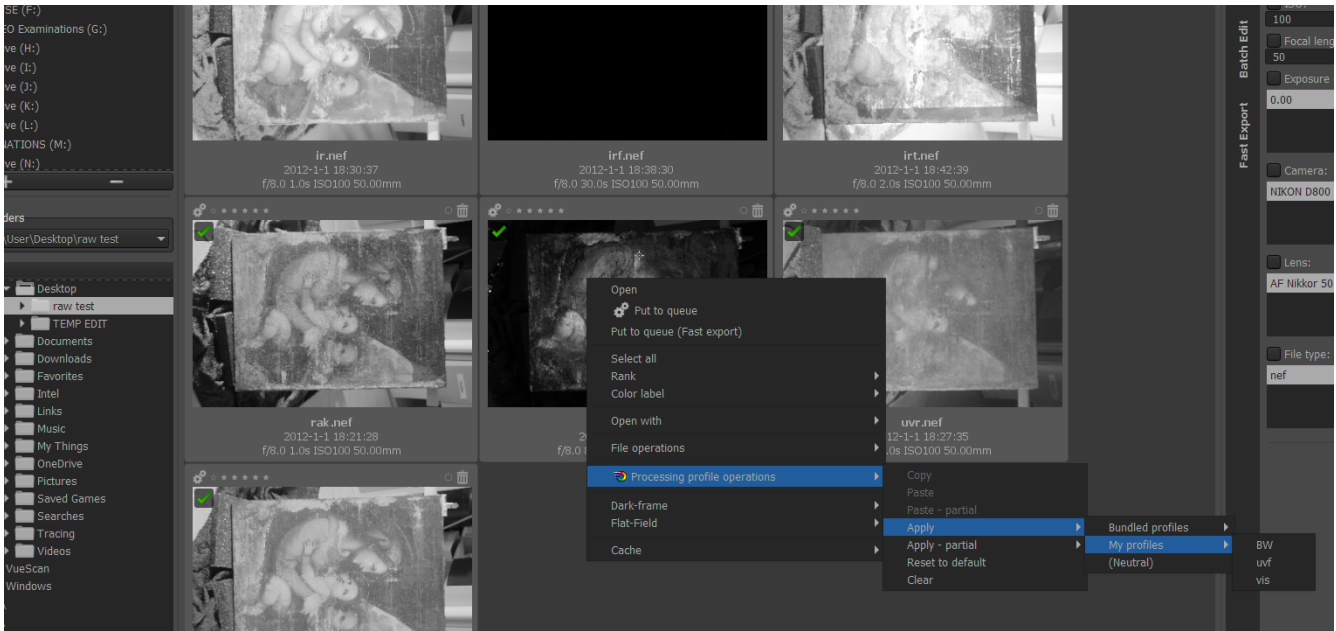 SE (F:)
EO Examinations (G:)
ve (H:)
ve (I:)
ve (J:)
ve (K:)
ve (L:)
NATIONS (M:)
ve (N:)
ders
\User\Desktop\raw test
Desktop
raw test
TEMP EDIT
Documents
Downloads
Favorites
Intel
Links
Music
My Things
OneDrive
Pictures
Saved Games
Searches
Tracing
Videos
VueScan
Windows
ir.nef
2012-1-1 18:30:37
f/8.0 1.0s ISO100 50.00mm
irf.nef
2012-1-1 18:38:30
f/8.0 30.0s ISO100 50.00mm
irt.nef
2012-1-1 18:42:39
f/8.0 2.0s ISO100 50.00mm
rak.nef
2012-1-1 18:21:28
f/8.0 1.0s ISO100 50.00mm
2
f/8.0
uvr.nef
12-1-1 18:27:35
.0s ISO100 50.00mm
Open
Put to queue
Put to queue (Fast export)
Select all
Rank
Color label
Open with
File operations
Processing profile operations
Dark-frame
Flat-Field
Cache
Copy
Paste
Paste - partial
Apply
Apply - partial
Reset to default
Clear
Bundled profiles
My profiles
(Neutral)
BW
uvf
vis
Batch Edit
Fast Export
100
Focal leng
50
Exposure
0.00
Camera:
NIKON D800
Lens:
AF Nikkor 50
File type:
nef